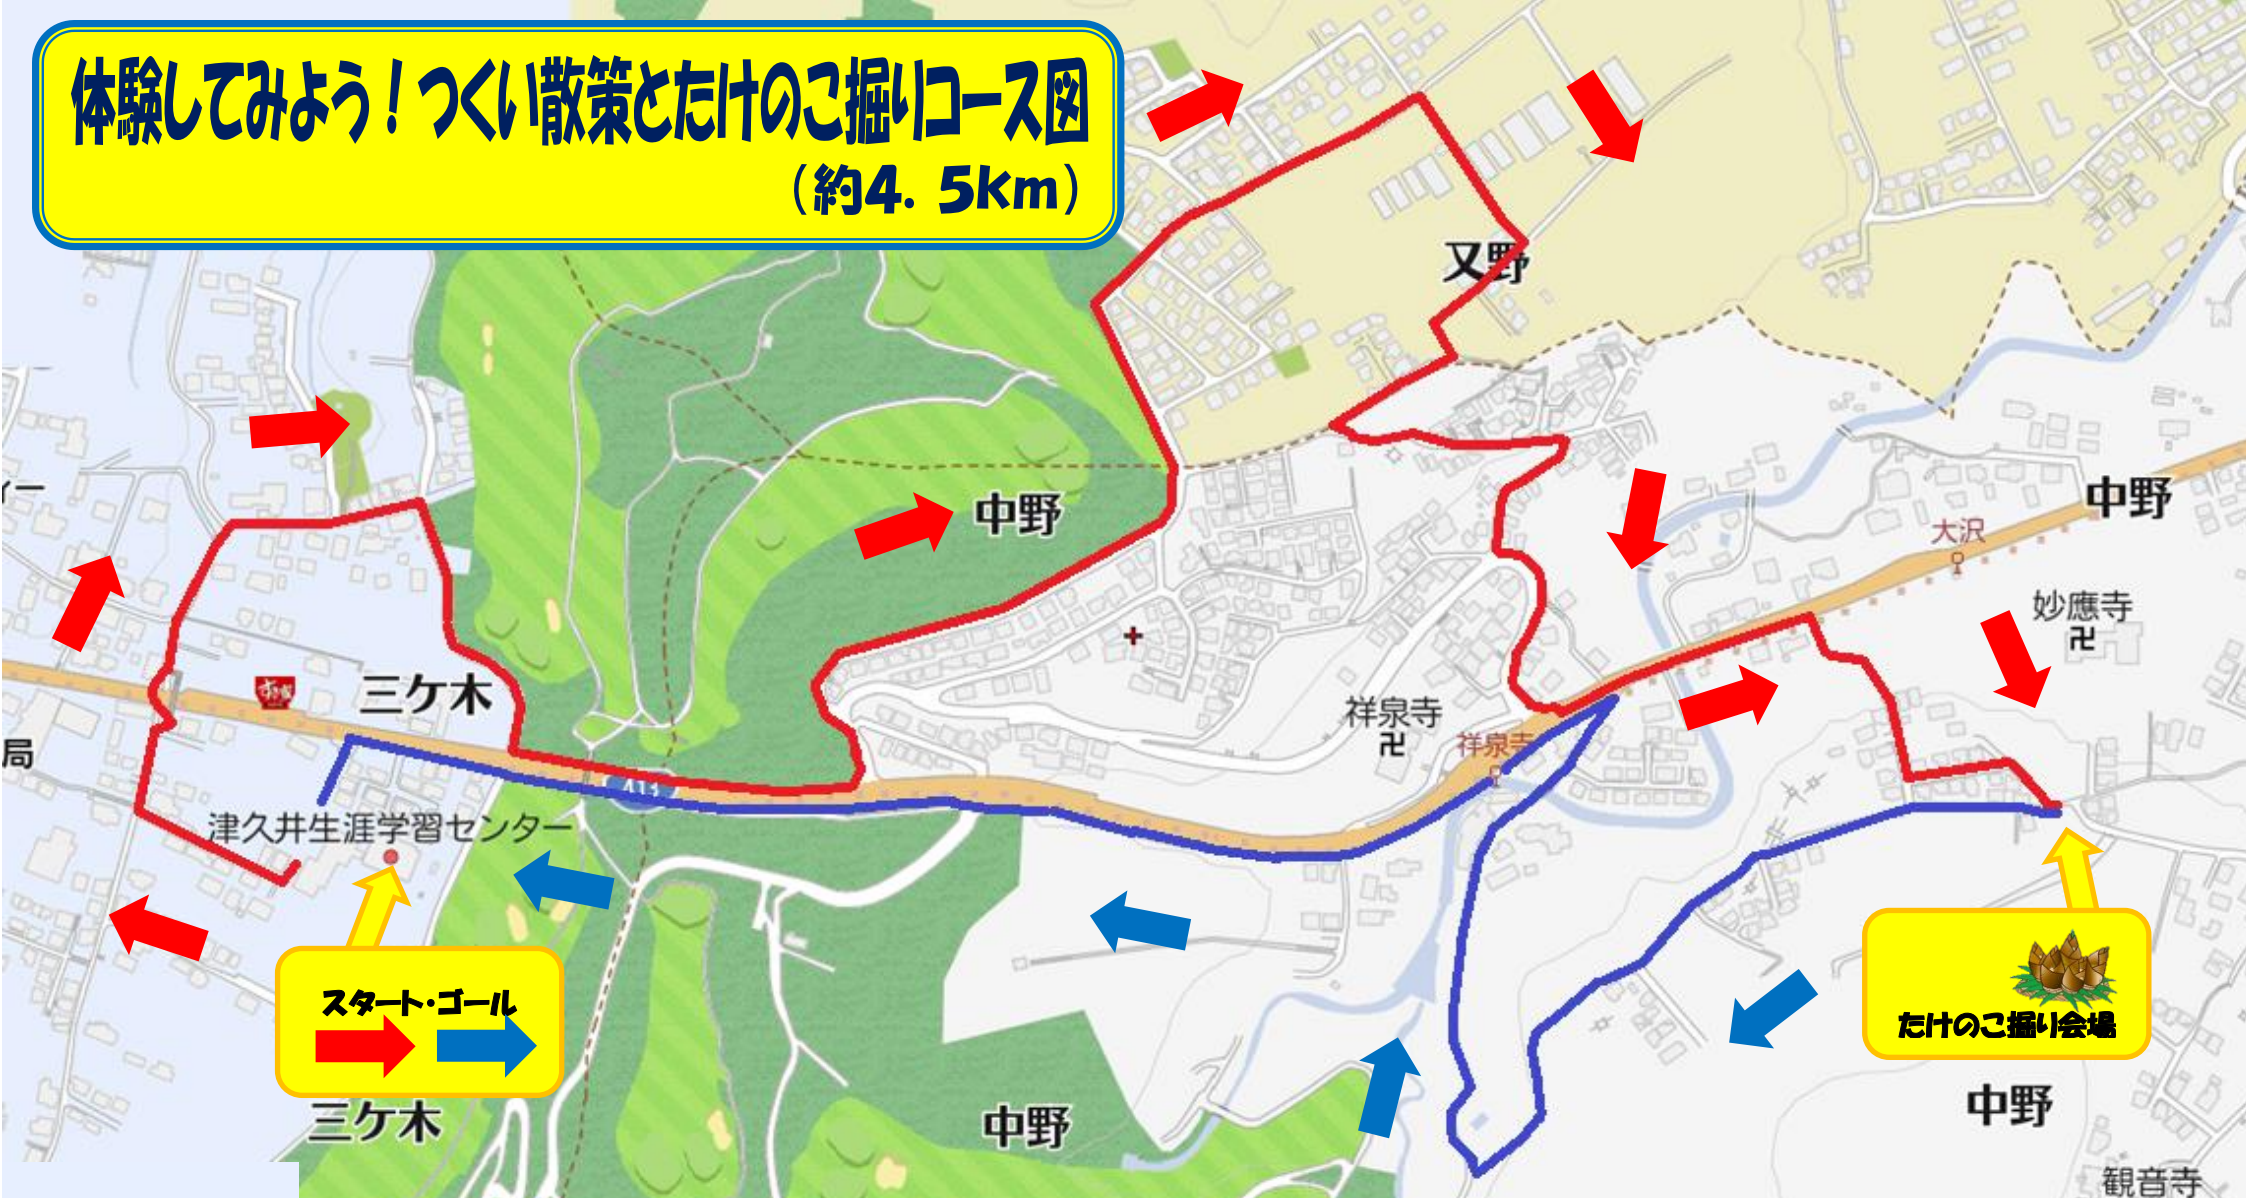 体験してみよう！つくい散策とたけのこ掘りコース図
（約4．5km）
又野
中野
中野
大沢
妙應寺
三ケ木
祥泉寺
祥泉寺
局
津久井生涯学習センター
スタート・ゴール
たけのこ掘り会場
三ケ木
中野
中野
観音寺